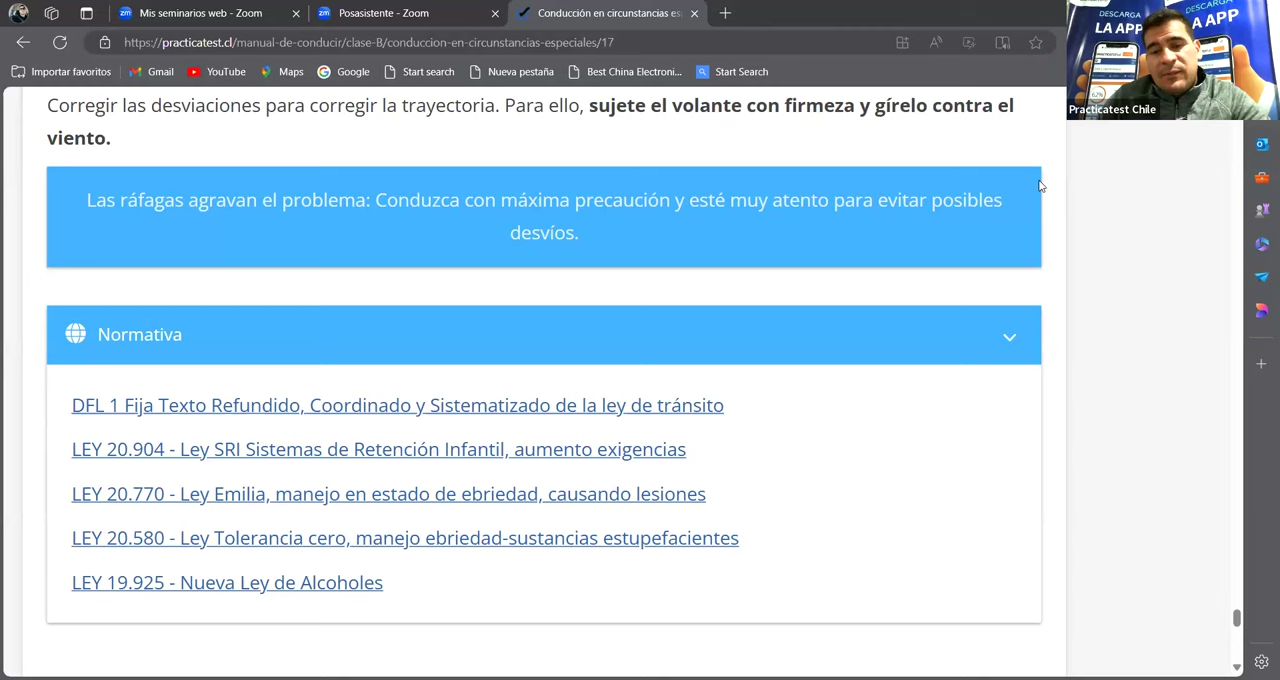 Mis seminarios web - Zoom
Posasistente - Zoom
Conducción en circunstancias es
https://practicatest.cl/manual-de-conducir/clase-B/conduccion-en-circunstancias-especiales/17
Importar favoritos
Gmail
YouTube
Maps
Google
Start search
Nueva pestaña
Best China Electroni...
Start Search
DESCARGA
LA APP
DESCARGA
A APP
62%
Practicatest Chile
Corregir las desviaciones para corregir la trayectoria. Para ello, sujete el volante con firmeza y gírelo contra el
viento.
Las ráfagas agravan el problema: Conduzca con máxima precaución y esté muy atento para evitar posibles
desvíos.
Normativa
DFL 1 Fija Texto Refundido, Coordinado y Sistematizado de la ley de tránsito
LEY 20.904 - Ley SRI Sistemas de Retención Infantil, aumento exigencias
LEY 20.770 - Ley Emilia, manejo en estado de ebriedad, causando lesiones
LEY 20.580 - Ley Tolerancia cero, manejo ebriedad-sustancias estupefacientes
LEY 19.925 - Nueva Ley de Alcoholes